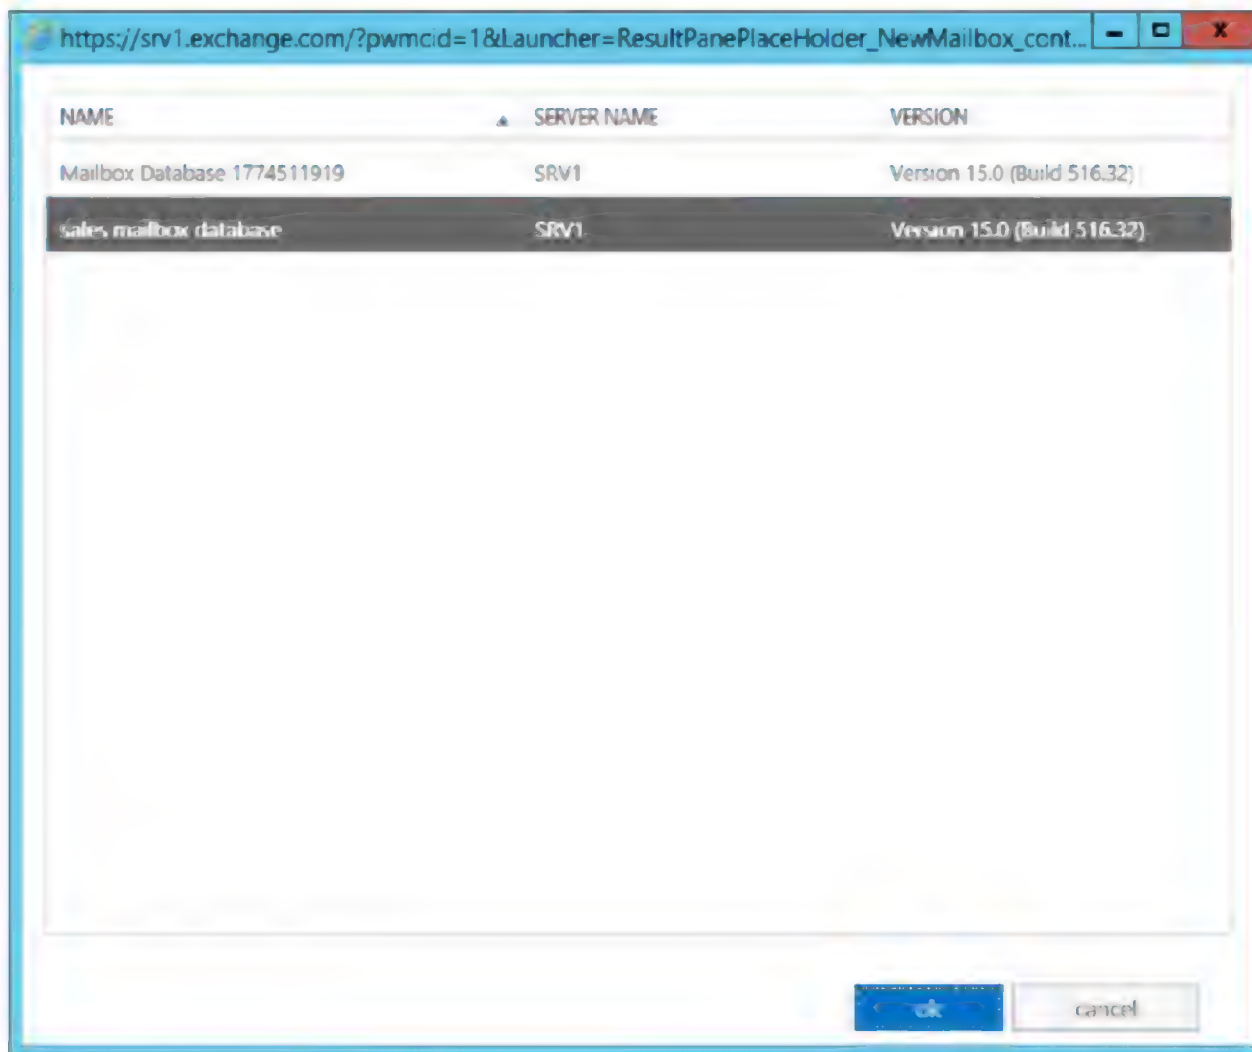 https://srv1.exchange.com/?pwmcid=1&Launcher=ResultPanePlaceHolder_NewMailbox_cont...
NAME SERVER NAME VERSION
Mailbox Database 1774511919 SRV1 Version 15.0 (Build 516.32)
sales mailbox database SRV1 Version 15.0 (Build 516.32)
ok cancel